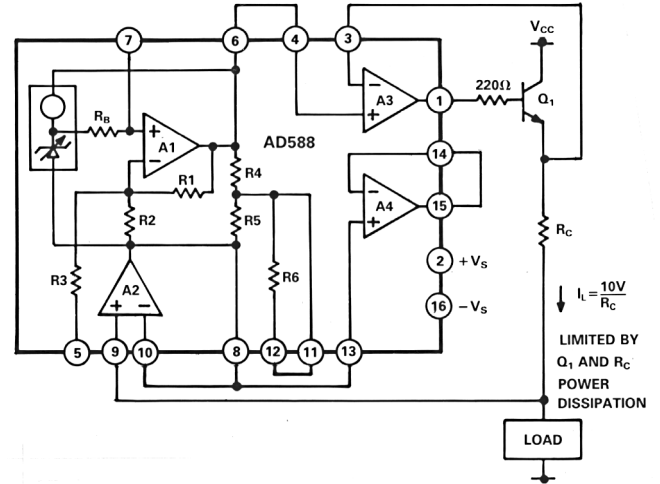 7
6
4
3
VCC
220Ω
Q1
1
RB
+
−
A1
AD588
−
+
A3
R4
R1
R2
R3
R5
R6
14
−
+
A4
15
2
+VS
16
−VS
A2
+
−
RC
IL = 10V
RC
LIMITED BY
Q1 AND RC
POWER
DISSIPATION
5
9
10
8
12
11
13
LOAD